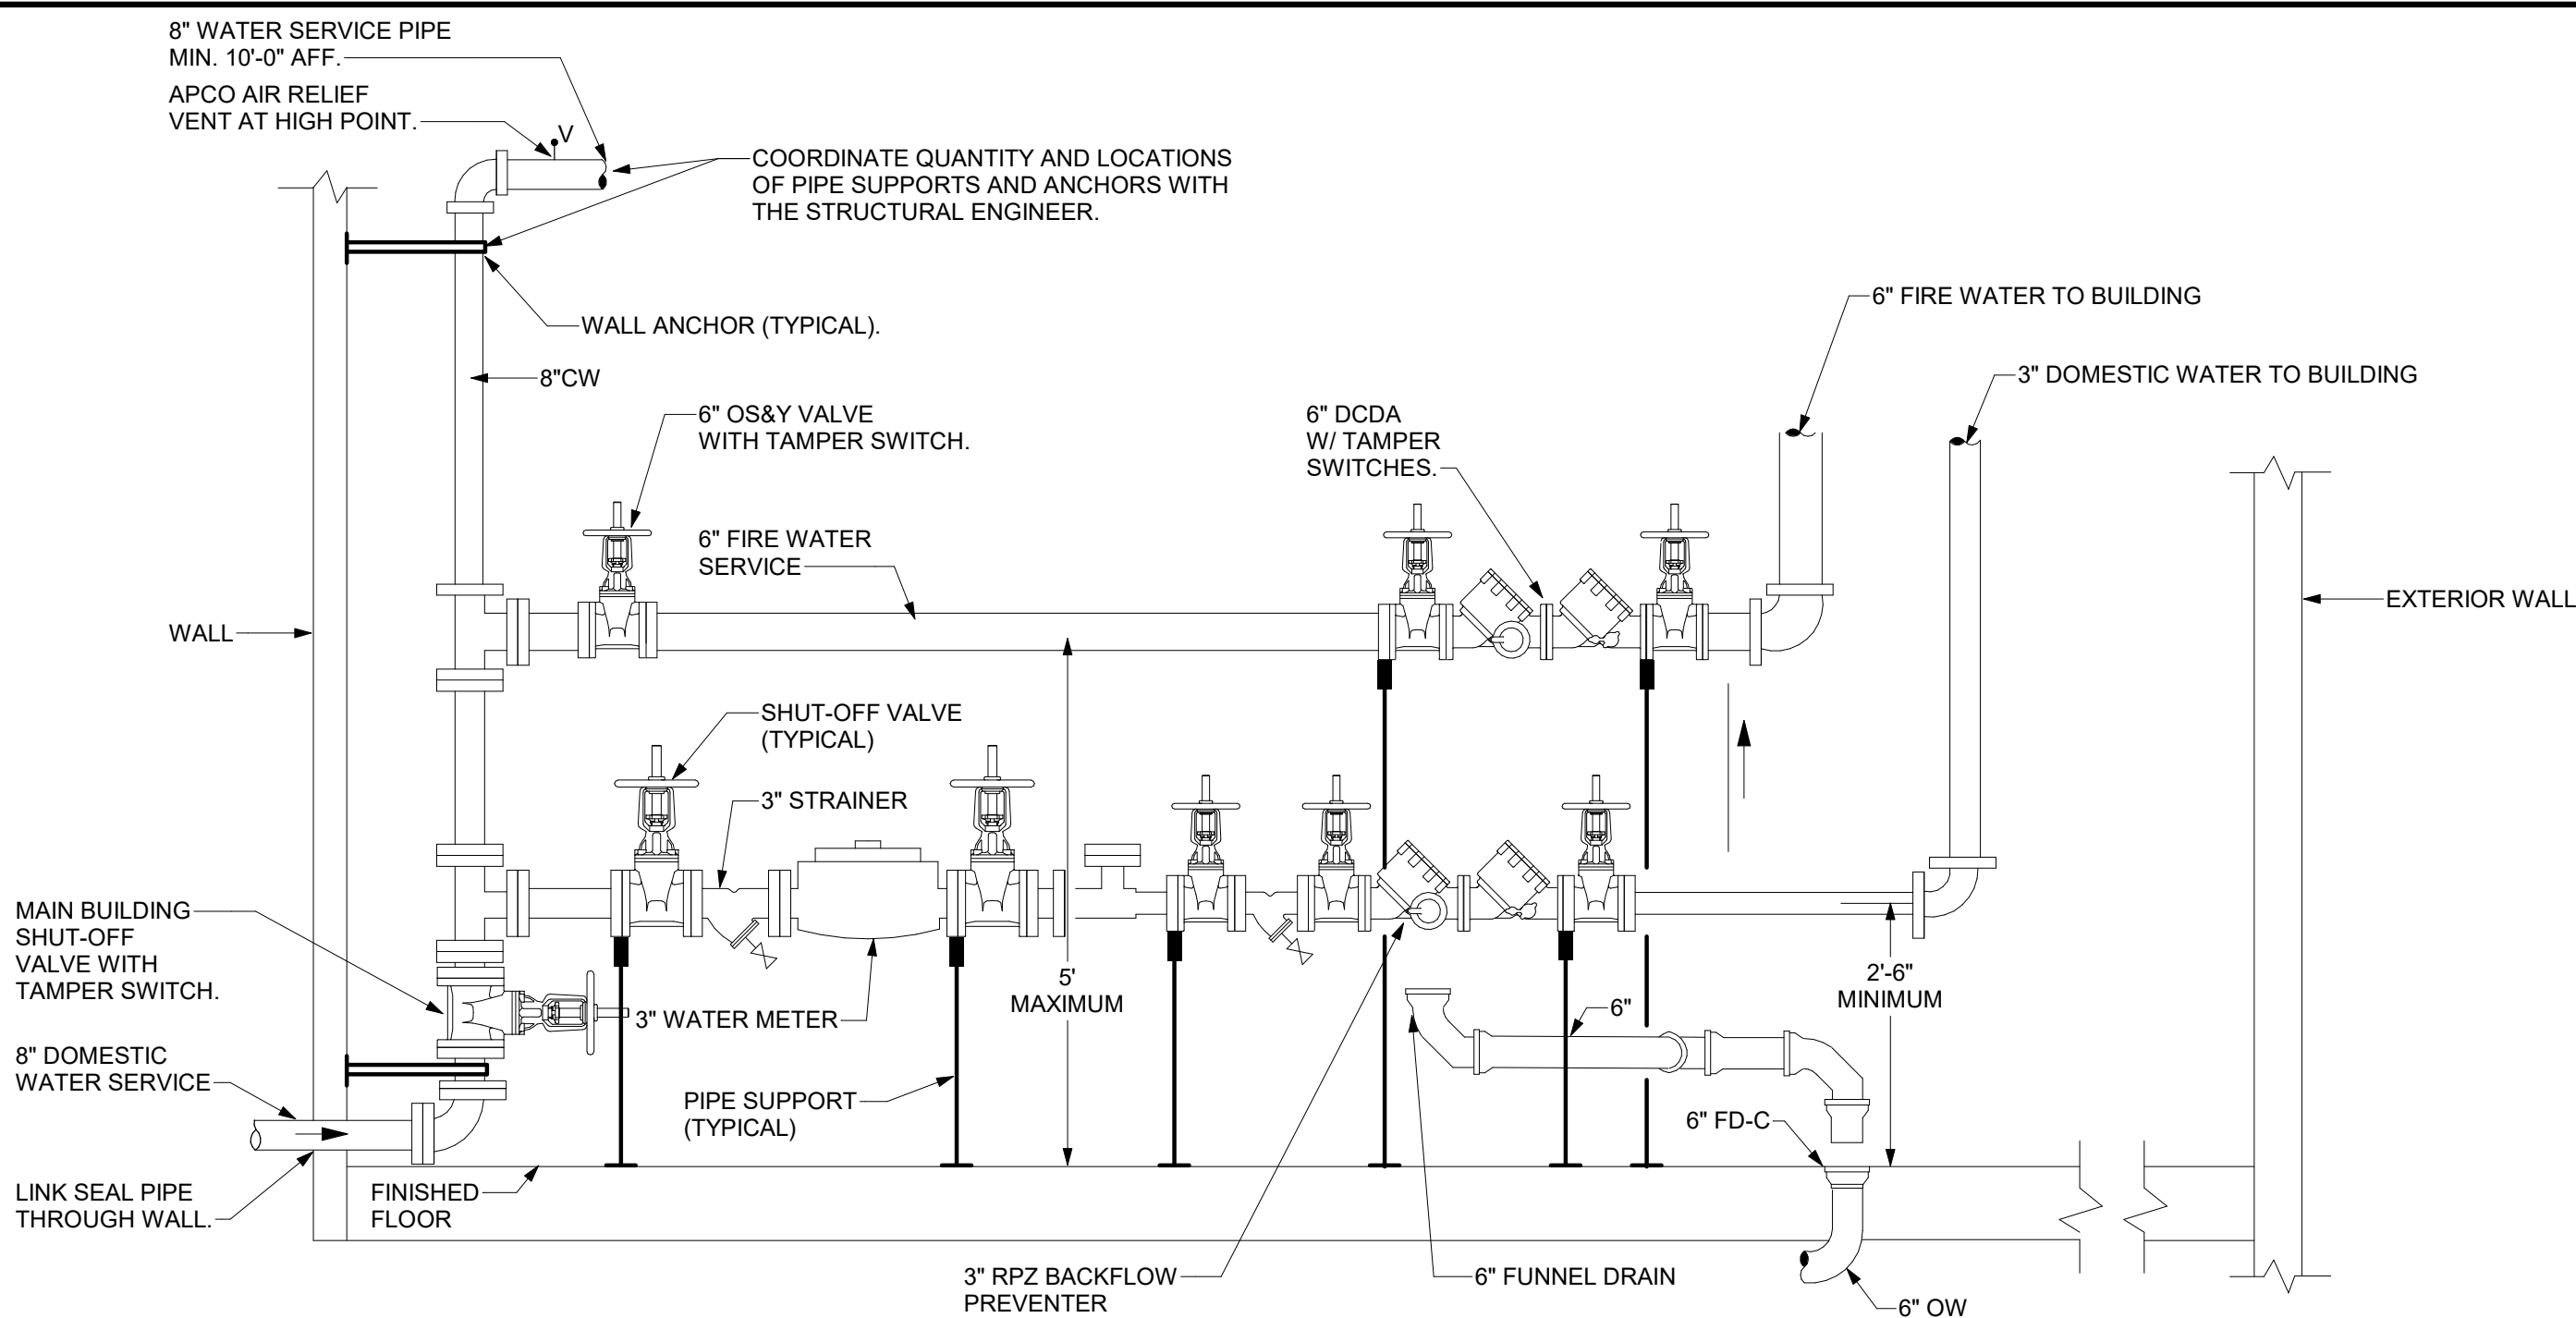 8" WATER SERVICE PIPE
MIN. 10'-0" AFF.
APCO AIR RELIEF
VENT AT HIGH POINT.
V
COORDINATE QUANTITY AND LOCATIONS
OF PIPE SUPPORTS AND ANCHORS WITH
THE STRUCTURAL ENGINEER.
WALL ANCHOR (TYPICAL).
8"CW
6" OS&Y VALVE
WITH TAMPER SWITCH.
6" FIRE WATER
SERVICE
6" DCDA
W/ TAMPER
SWITCHES.
6" FIRE WATER TO BUILDING
3" DOMESTIC WATER TO BUILDING
EXTERIOR WALL
WALL
SHUT-OFF VALVE
(TYPICAL)
3" STRAINER
MAIN BUILDING
SHUT-OFF
VALVE WITH
TAMPER SWITCH.
3" WATER METER
5'
MAXIMUM
2'-6"
MINIMUM
6"
8" DOMESTIC
WATER SERVICE
PIPE SUPPORT
(TYPICAL)
6" FD-C
LINK SEAL PIPE
THROUGH WALL.
FINISHED
FLOOR
3" RPZ BACKFLOW
PREVENTER
6" FUNNEL DRAIN
6" OW